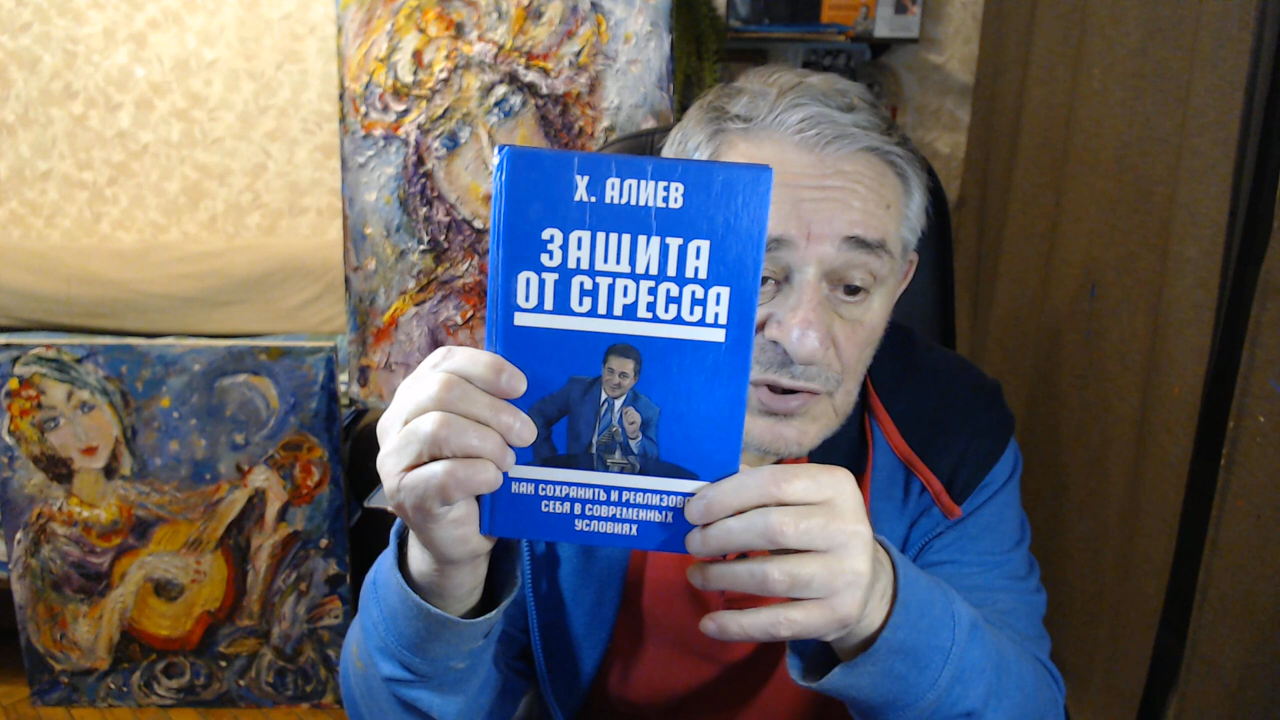 Х. АЛИЕВ
ЗАЩИТА
ОТ СТРЕССА
КАК СОХРАНИТЬ И
СЕБЯ В СОВРЕМЕННЫХ
УСЛОВИЯХ